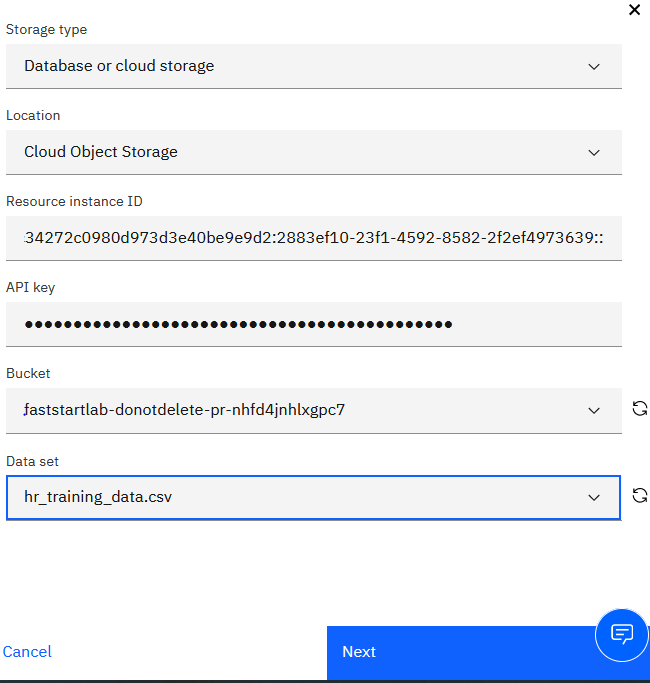 Storage type
Database or cloud storage
Location
Cloud Object Storage
Resource instance ID
:34272c0980d973d3e40be9e9d2:2883ef10-23f1-4592-8582-2f2ef4973639::
API key
••••••••••••••••••••••••••••••••••••••••••••
Bucket
faststartlab-donotdelete-pr-nhfd4jnhlxgpc7
Data set
hr_training_data.csv
Cancel
Next